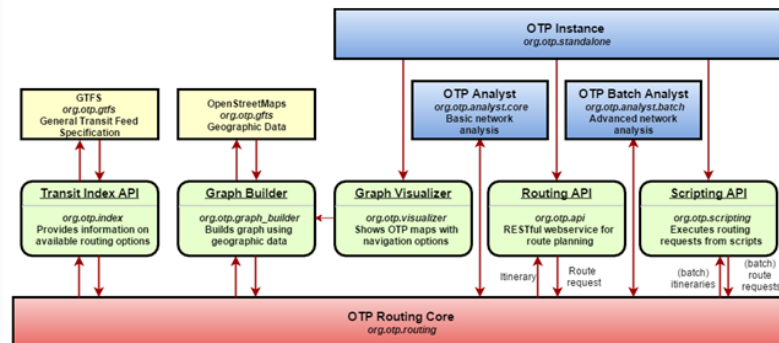 OTP Instance
org.otp.standalone
GTFS
org.otp.gtfs
General Transit Feed
Specification
OpenStreetMaps
org.otp.gfts
Geographic Data
OTP Analyst
org.otp.analyst.core
Basic network
analysis
OTP Batch Analyst
org.otp.analyst.batch
Advanced network
analysis
Transit Index API
org.otp.index
Provides information on
available routing options
Graph Builder
org.otp.graph_builder
Builds graph using
geographic data
Graph Visualizer
org.otp.visualizer
Shows OTP maps with
navigation options
Routing API
org.otp.api
RESTful webservice for
route planning
Scripting API
org.otp.scripting
Executes routing
requests from scripts
Itinerary
Route
request
(batch)
itineraries
(batch)
route
requests
OTP Routing Core
org.otp.routing